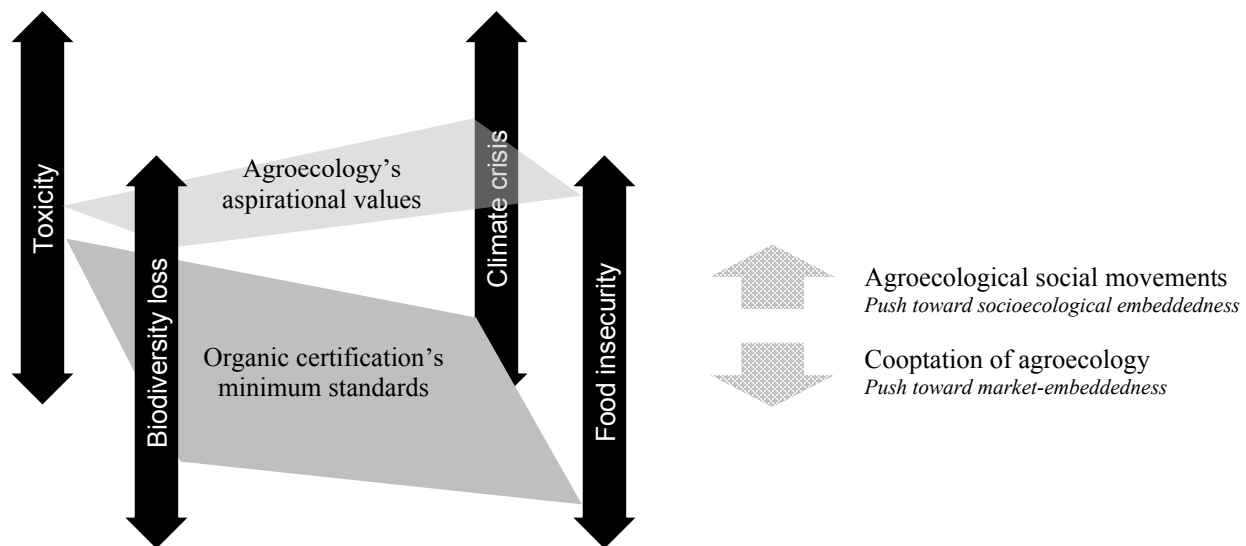 Toxicity
Biodiversity loss
Climate crisis
Food insecurity
Agroecology’s
aspirational values
Organic certification’s
minimum standards
Agroecological social movements
Push toward socioecological embeddedness
Cooptation of agroecology
Push toward market-embeddedness